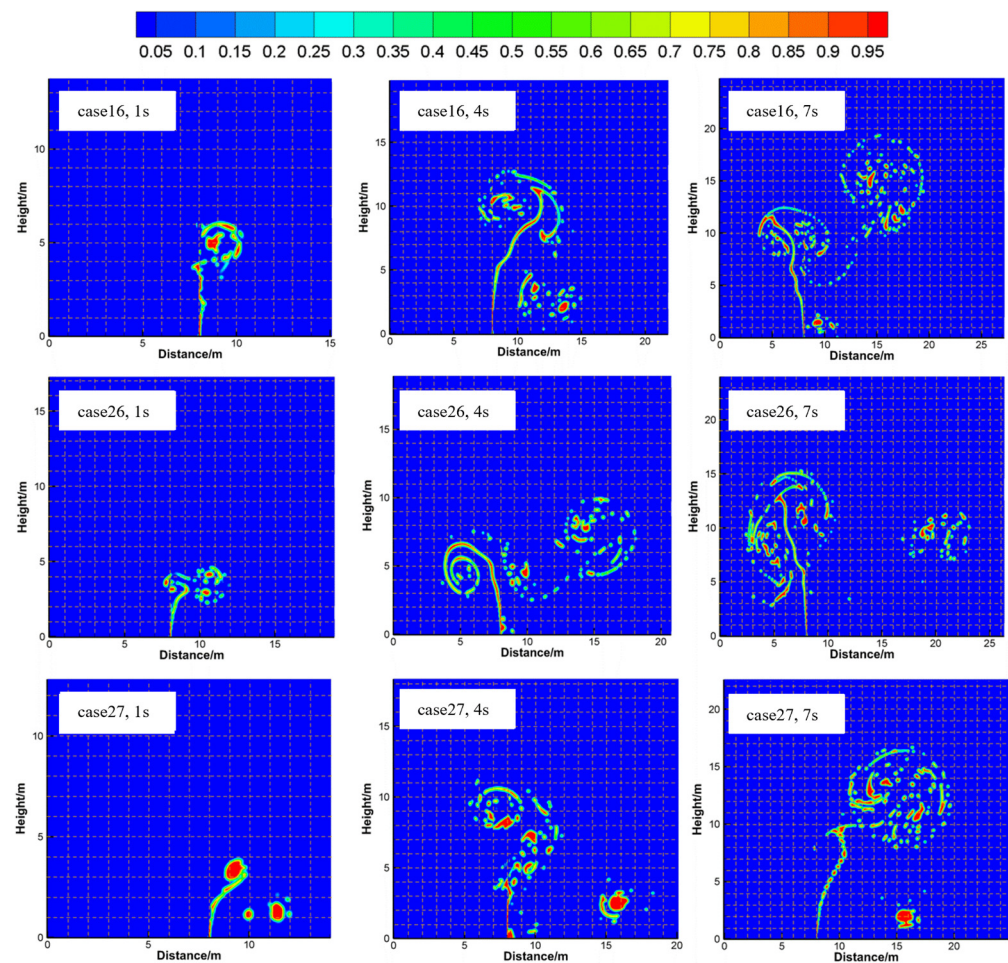 0.05 0.1 0.15 0.2 0.25 0.3 0.35 0.4 0.45 0.5 0.55 0.6 0.65 0.7 0.75 0.8 0.85 0.9 0.95
case16, 1s
Height/m
10
5
0
0 5 10 15
Distance/m
case16, 4s
Height/m
15
10
5
0
0 5 10 15 20
Distance/m
case16, 7s
Height/m
20
15
10
5
0
0 5 10 15 20 25
Distance/m
case26, 1s
Height/m
15
10
5
0
0 5 10 15
Distance/m
case26, 4s
Height/m
15
10
5
0
0 5 10 15 20
Distance/m
case26, 7s
Height/m
20
15
10
5
0
0 5 10 15 20 25
Distance/m
case27, 1s
Height/m
10
5
0
0 5 10
Distance/m
case27, 4s
Height/m
15
10
5
0
0 5 10 15 20
Distance/m
case27, 7s
Height/m
20
15
10
5
0
0 5 10 15 20
Distance/m